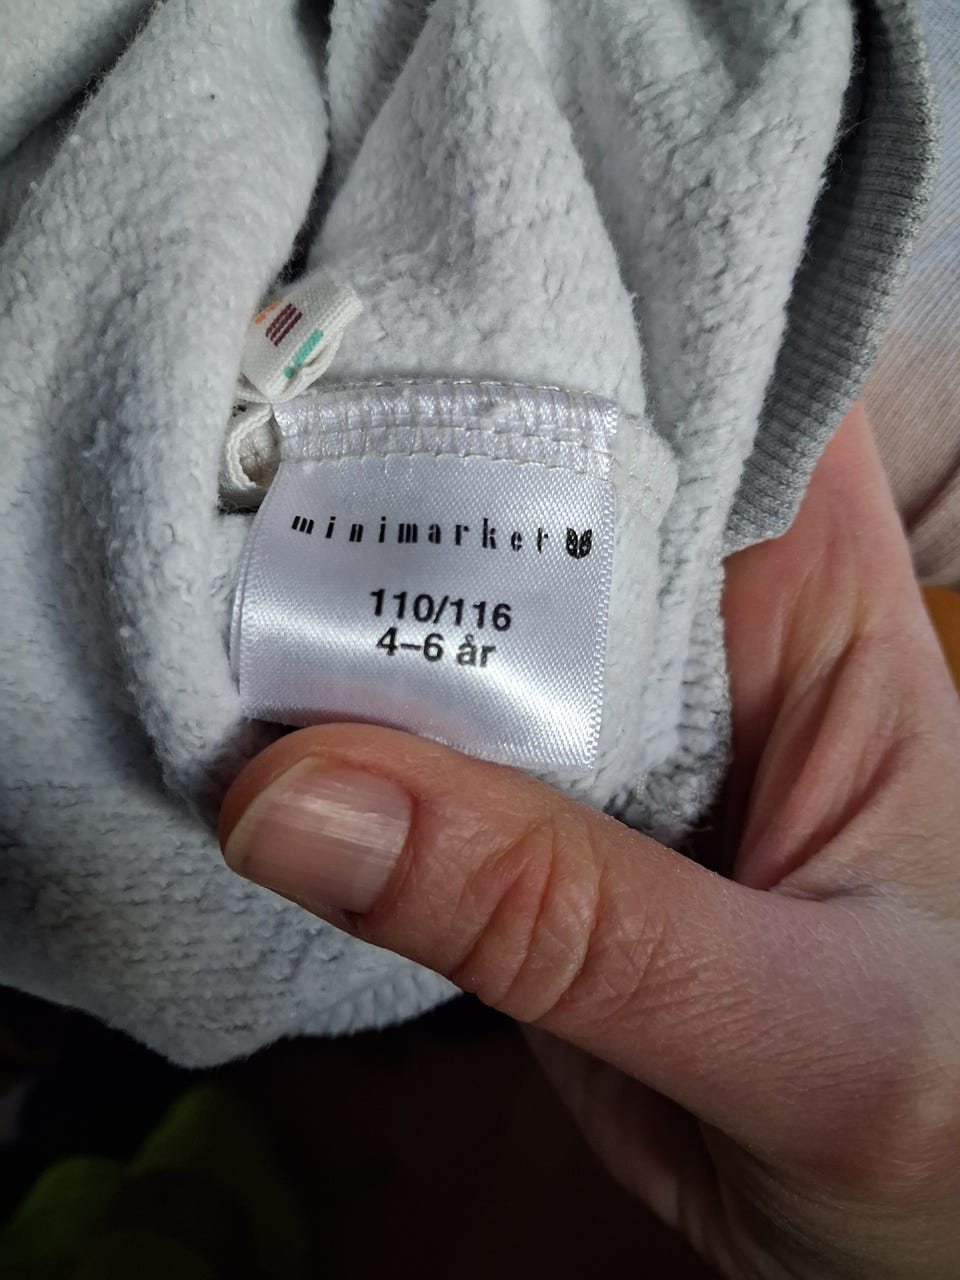 minimarket
110/116
4–6 år